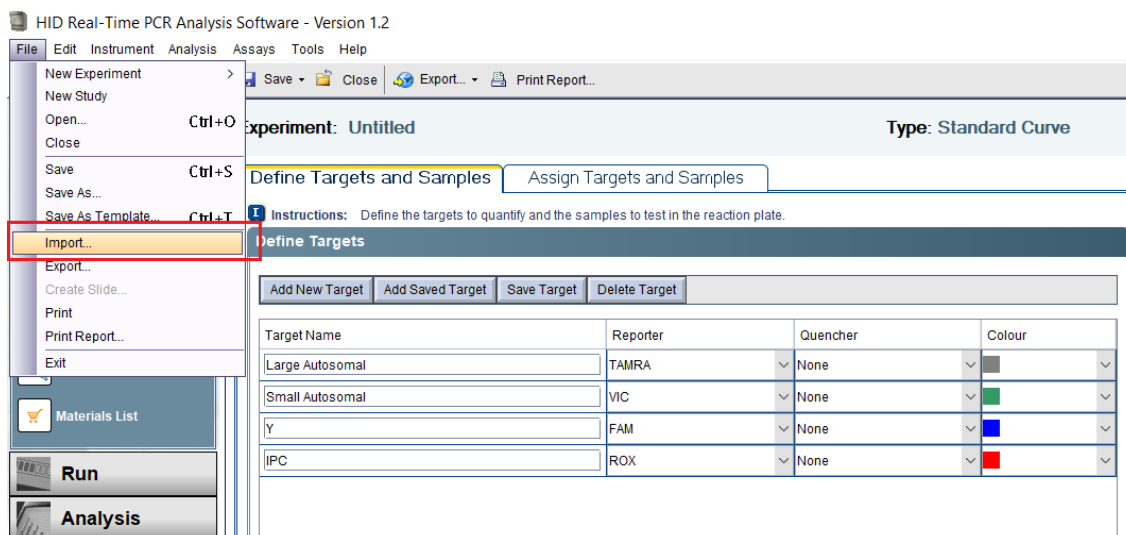 HID Real-Time PCR Analysis Software - Version 1.2
File Edit Instrument Analysis Assays Tools Help
Save Close Export... Print Report...
New Experiment >
New Study
Open... Ctrl+O
Close
Save Ctrl+S
Save As...
Save As Template... Ctrl+T
Import...
Export...
Create Slide...
Print
Print Report...
Exit
Materials List
Run
Analysis
Experiment: Untitled Type: Standard Curve
Define Targets and Samples Assign Targets and Samples
Instructions: Define the targets to quantify and the samples to test in the reaction plate.
Define Targets
Add New Target Add Saved Target Save Target Delete Target
Target Name Reporter Quencher Colour
Large Autosomal TAMRA None
Small Autosomal VIC None
Y FAM None
IPC ROX None